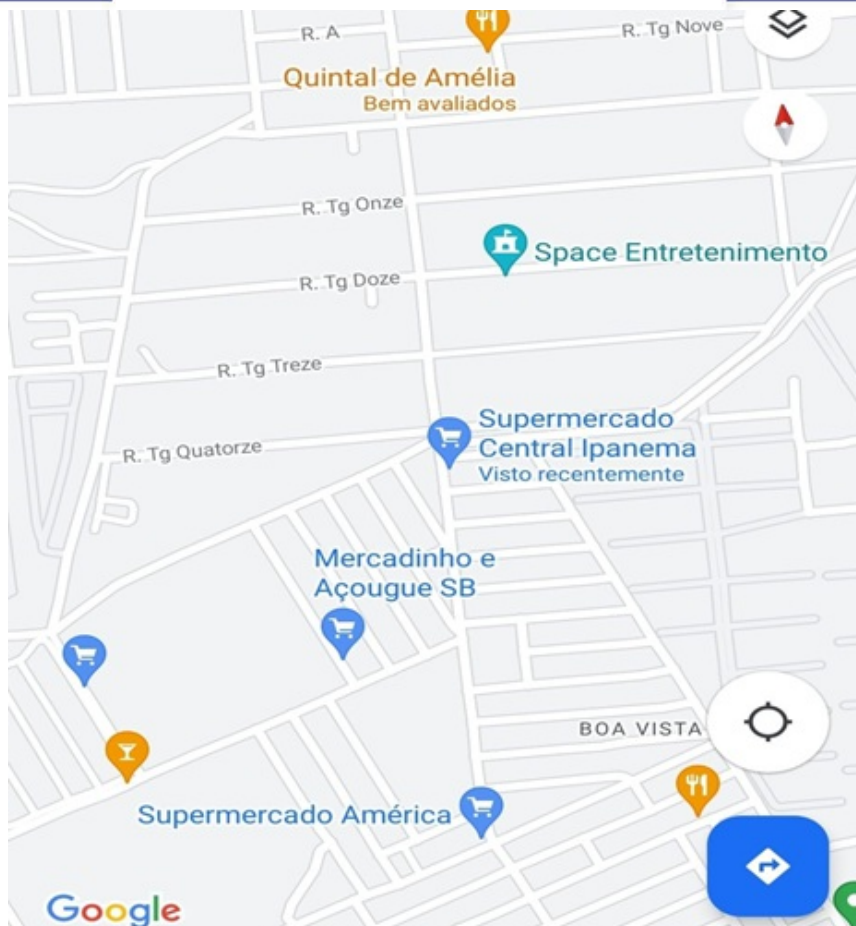 R. A
R. Tg Nove
Quintal de Amélia
Bem avaliados
R. Tg Onze
Space Entretenimento
R. Tg Doze
R. Tg Treze
Supermercado
Central Ipanema
Visto recentemente
R. Tg Quatorze
Mercadinho e
Açougue SB
BOA VISTA
Supermercado América
Google